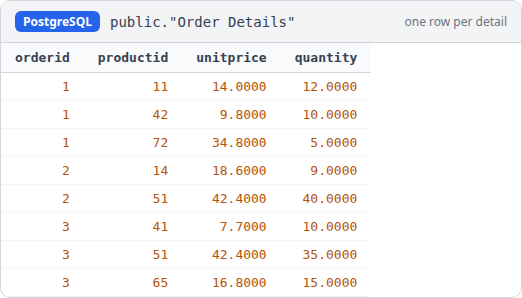 PostgreSQL public."Order Details" one row per detail
orderid productid unitprice quantity
1 11 14.0000 12.0000
1 42 9.8000 10.0000
1 72 34.8000 5.0000
2 14 18.6000 9.0000
2 51 42.4000 40.0000
3 41 7.7000 10.0000
3 51 42.4000 35.0000
3 65 16.8000 15.0000